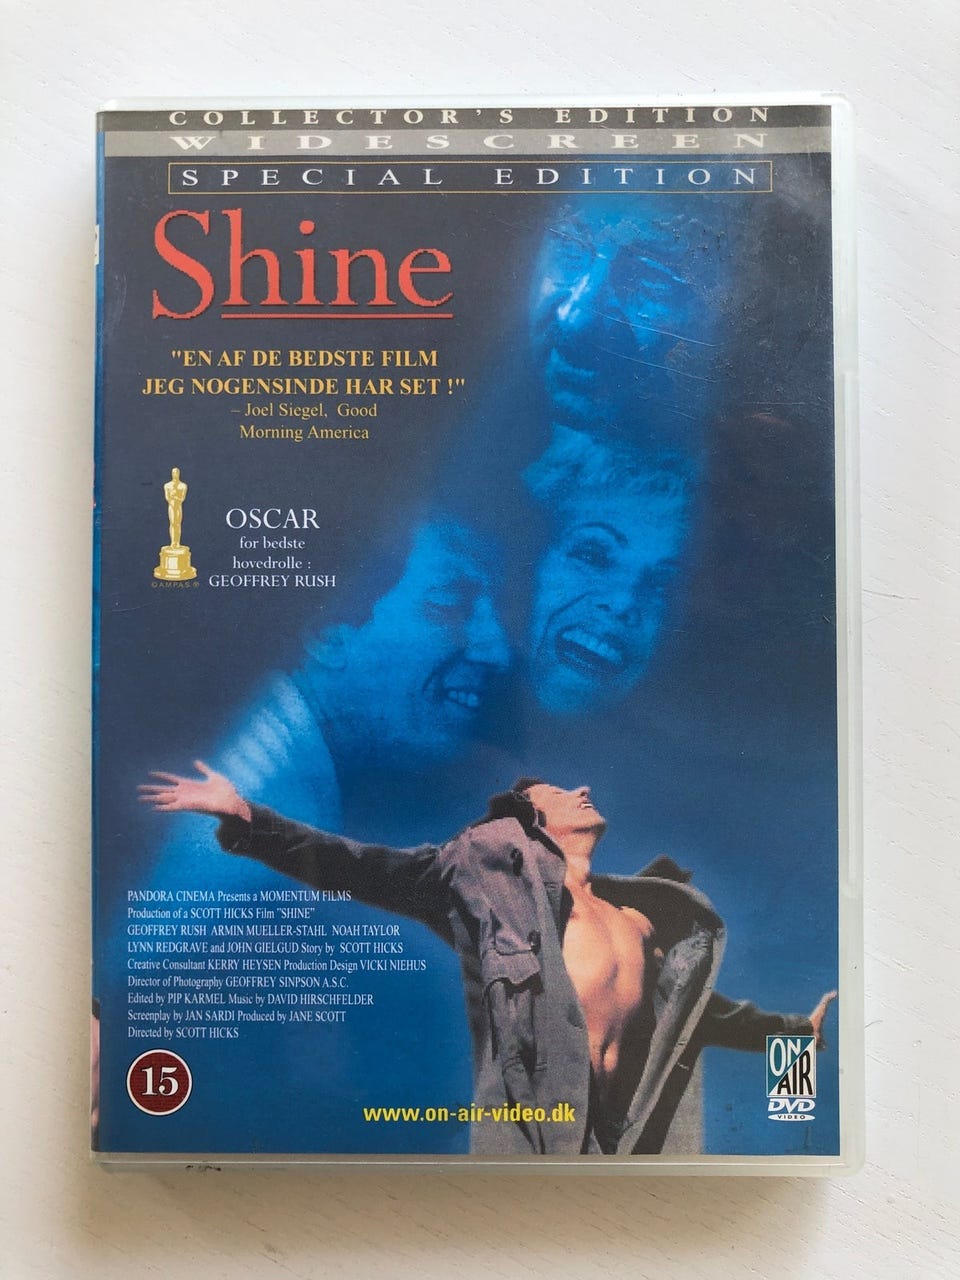 COLLECTOR'S EDITION
WIDESCREEN
SPECIAL EDITION
Shine
"EN AF DE BEDSTE FILM
JEG NOGENSINDE HAR SET !"
– Joel Siegel, Good
Morning America
OSCAR
for bedste
hovedrolle :
GEOFFREY RUSH
©A.M.P.A.S.®
PANDORA CINEMA Presents a MOMENTUM FILMS
Production of a SCOTT HICKS Film "SHINE"
GEOFFREY RUSH ARMIN MUELLER-STAHL NOAH TAYLOR
LYNN REDGRAVE and JOHN GIELGUD Story by SCOTT HICKS
Creative Consultant KERRY HEYSEN Production Design VICKI NIEHUS
Director of Photography GEOFFREY SINPSON A.S.C.
Edited by PIP KARMEL Music by DAVID HIRSCHFELDER
Screenplay by JAN SARDI Produced by JANE SCOTT
Directed by SCOTT HICKS
15
www.on-air-video.dk
ON
AIR
DVD
VIDEO